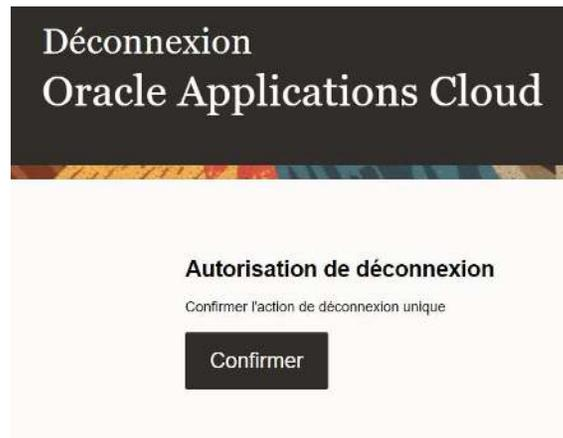 Déconnexion
Oracle Applications Cloud
Autorisation de déconnexion
Confirmer l'action de déconnexion unique
Confirmer